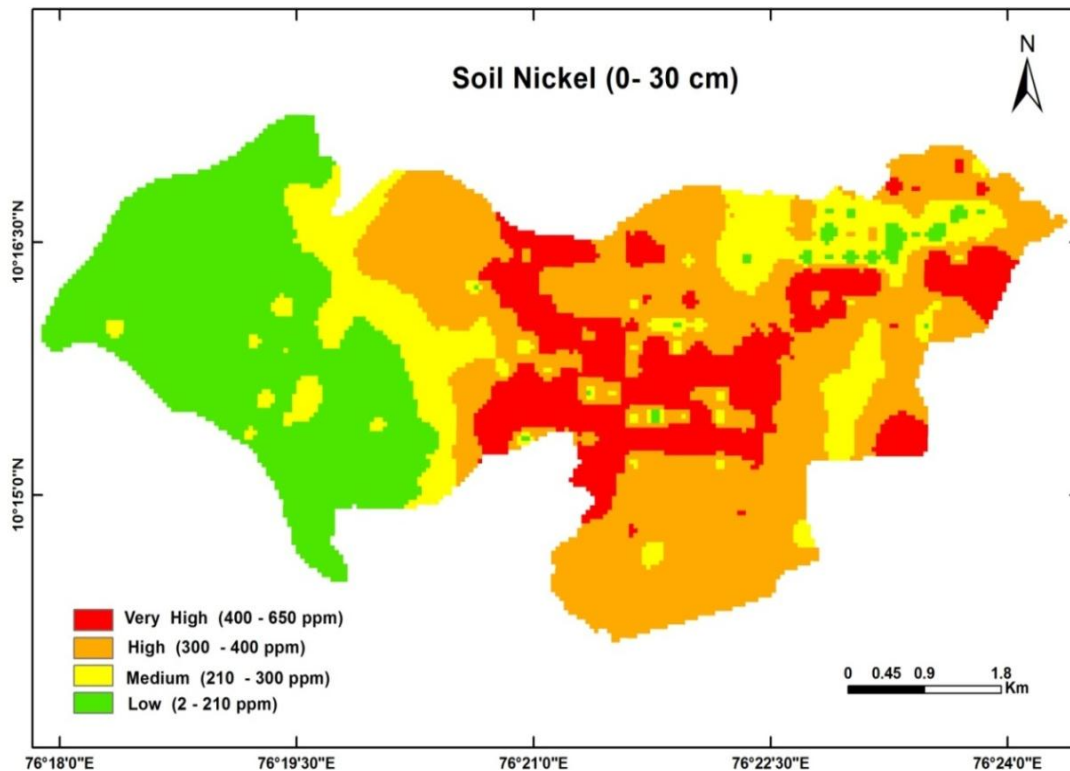 Soil Nickel (0- 30 cm)
N
10°16'30"N
10°15'0"N
Very High (400 - 650 ppm)
High (300 - 400 ppm)
Medium (210 - 300 ppm)
Low (2 - 210 ppm)
0 0.45 0.9 1.8
Km
76°18'0"E 76°19'30"E 76°21'0"E 76°22'30"E 76°24'0"E